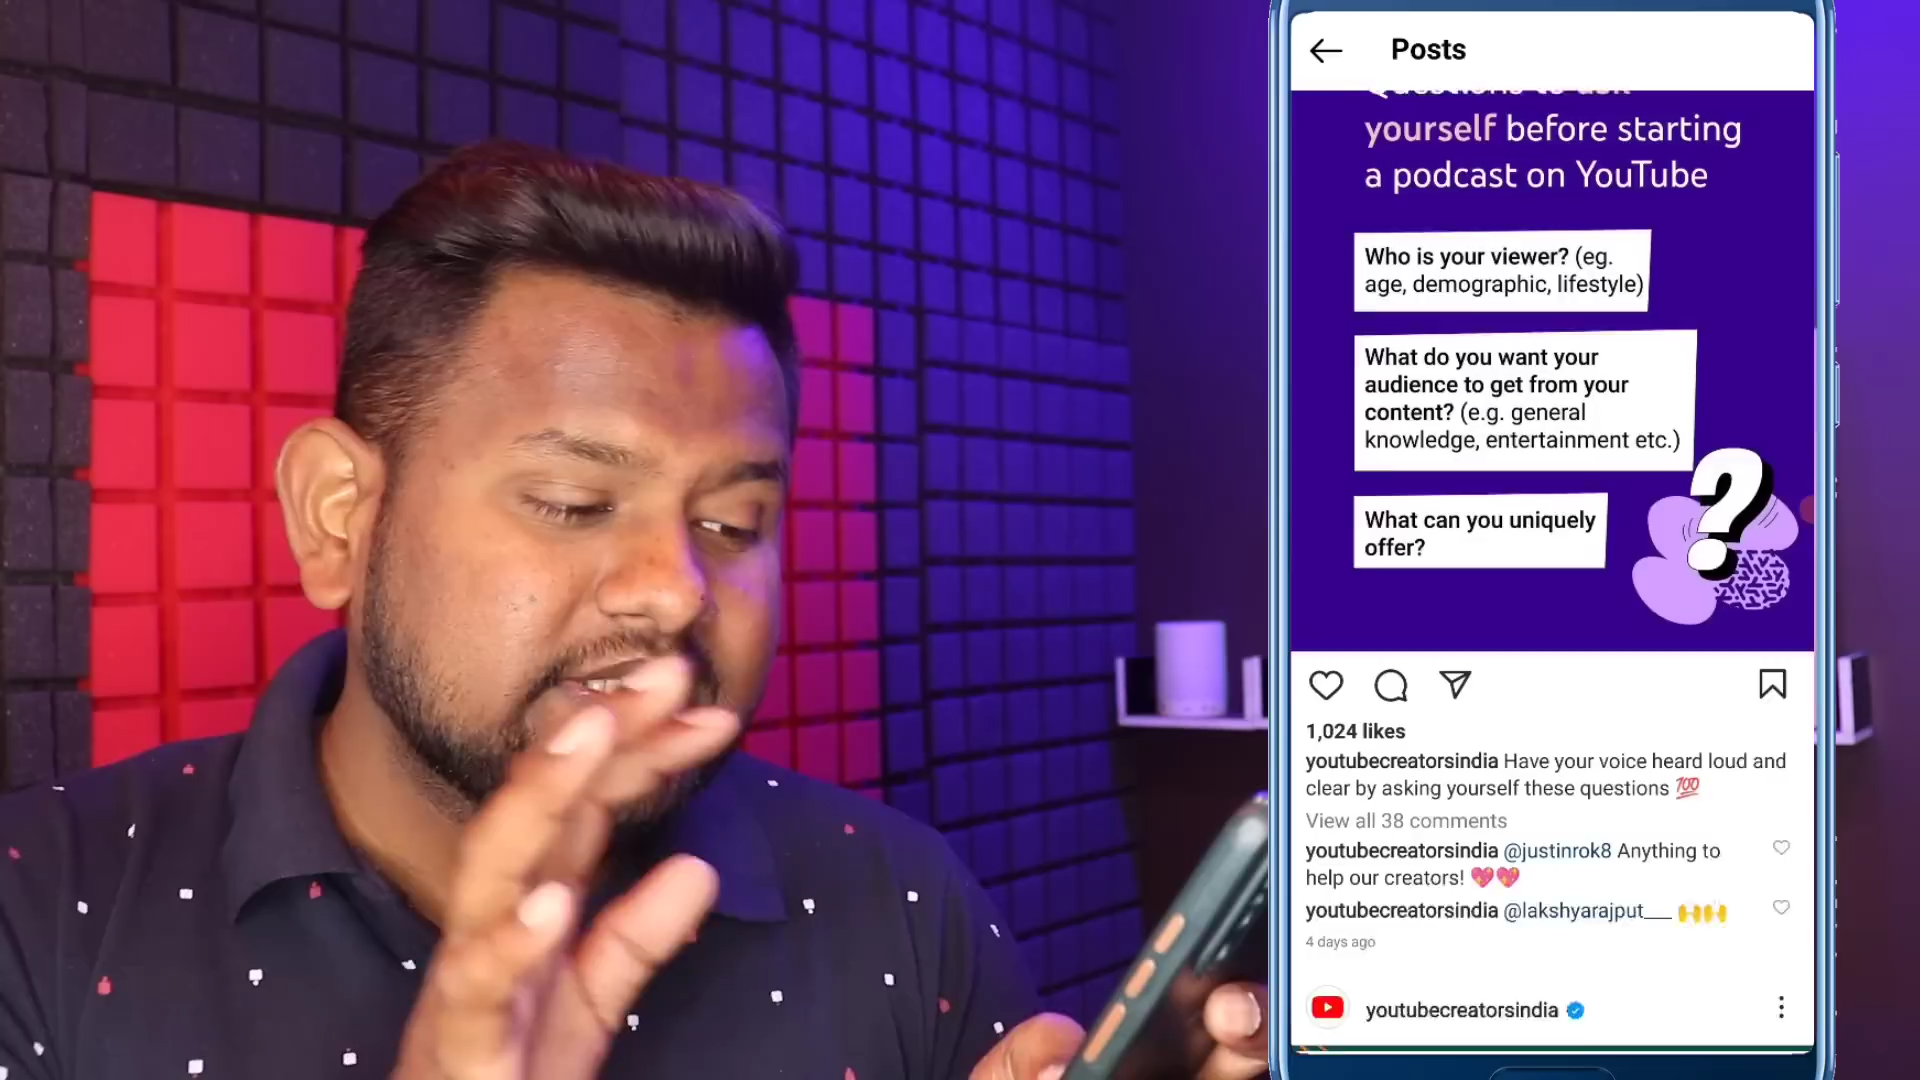 Posts
yourself before starting
a podcast on YouTube
Who is your viewer? (eg.
age, demographic, lifestyle)
What do you want your
audience to get from your
content? (e.g. general
knowledge, entertainment etc.)
What can you uniquely
offer?
?
1,024 likes
youtubecreatorsindia Have your voice heard loud and
clear by asking yourself these questions 💯
View all 38 comments
youtubecreatorsindia @justinrok8 Anything to
help our creators! 💖💖
youtubecreatorsindia @lakshyarajput___ 🙌🙌
4 days ago
youtubecreatorsindia